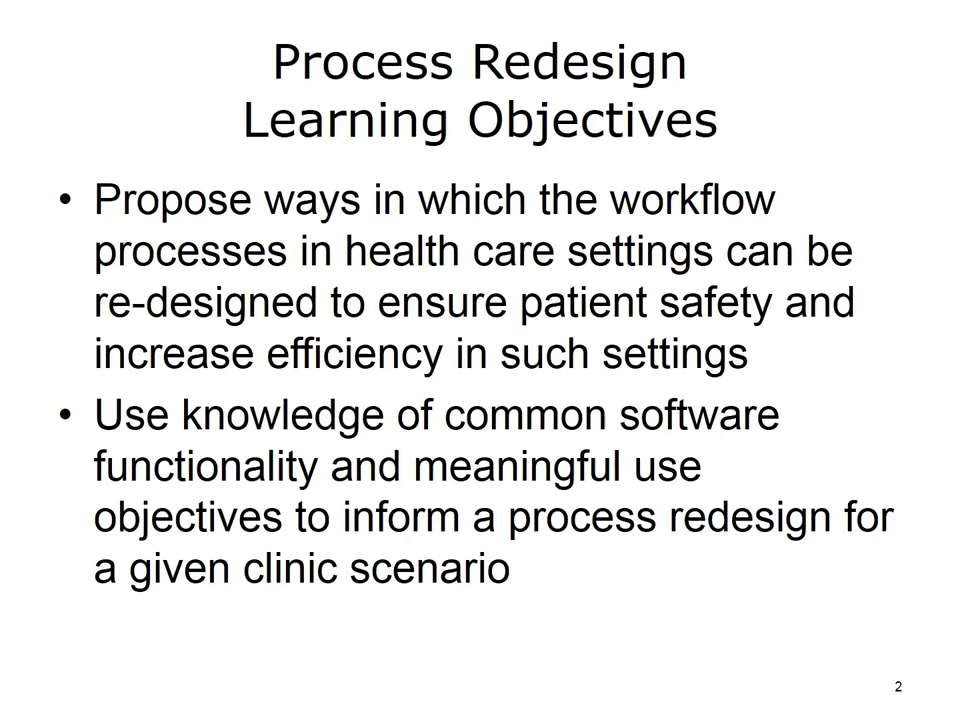 Process Redesign
Learning Objectives
• Propose ways in which the workflow
processes in health care settings can be
re-designed to ensure patient safety and
increase efficiency in such settings
• Use knowledge of common software
functionality and meaningful use
objectives to inform a process redesign for
a given clinic scenario
2